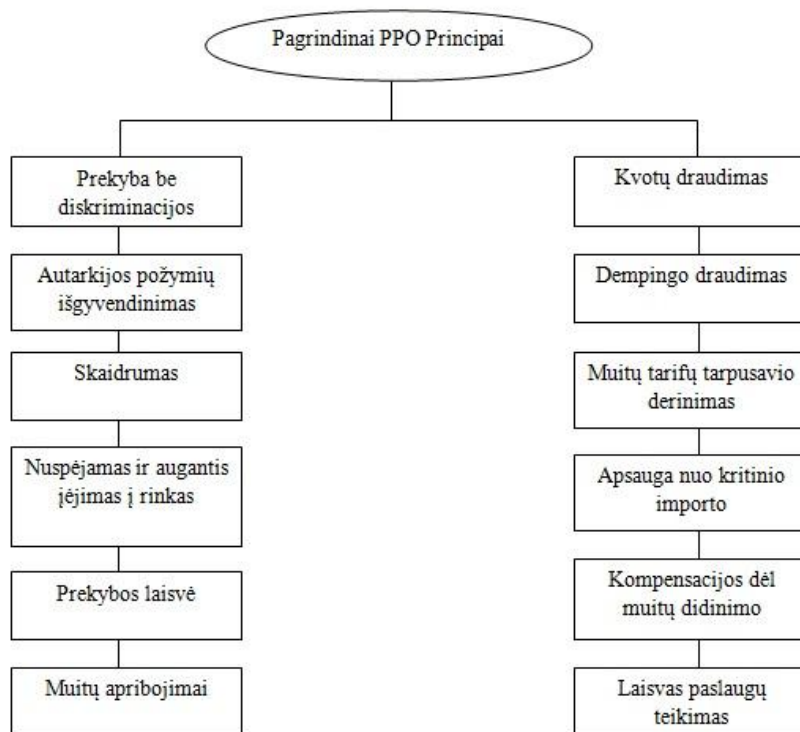 Pagrindinai PPO Principai
Prekyba be
diskriminacijos
Autarkijos požymių
išgyvendinimas
Skaidrumas
Nuspėjamas ir augantis
įėjimas į rinkas
Prekybos laisvė
Muitų apribojimai
Kvotų draudimas
Dempingo draudimas
Muitų tarifų tarpusavio
derinimas
Apsauga nuo kritinio
importo
Kompensacijos dėl
muitų didinimo
Laisvas paslaugų
teikimas